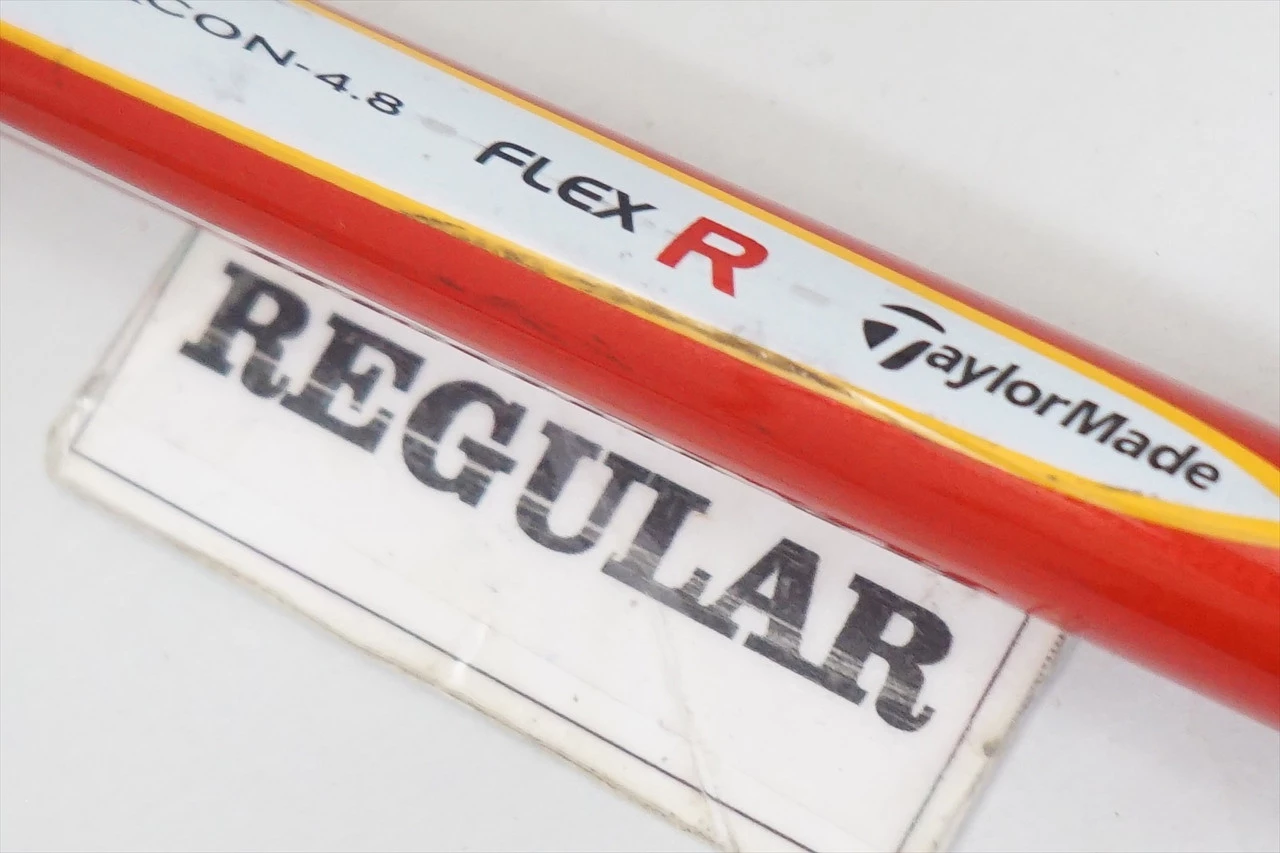 CON-4.8 FLEX R TaylorMade
REGULAR